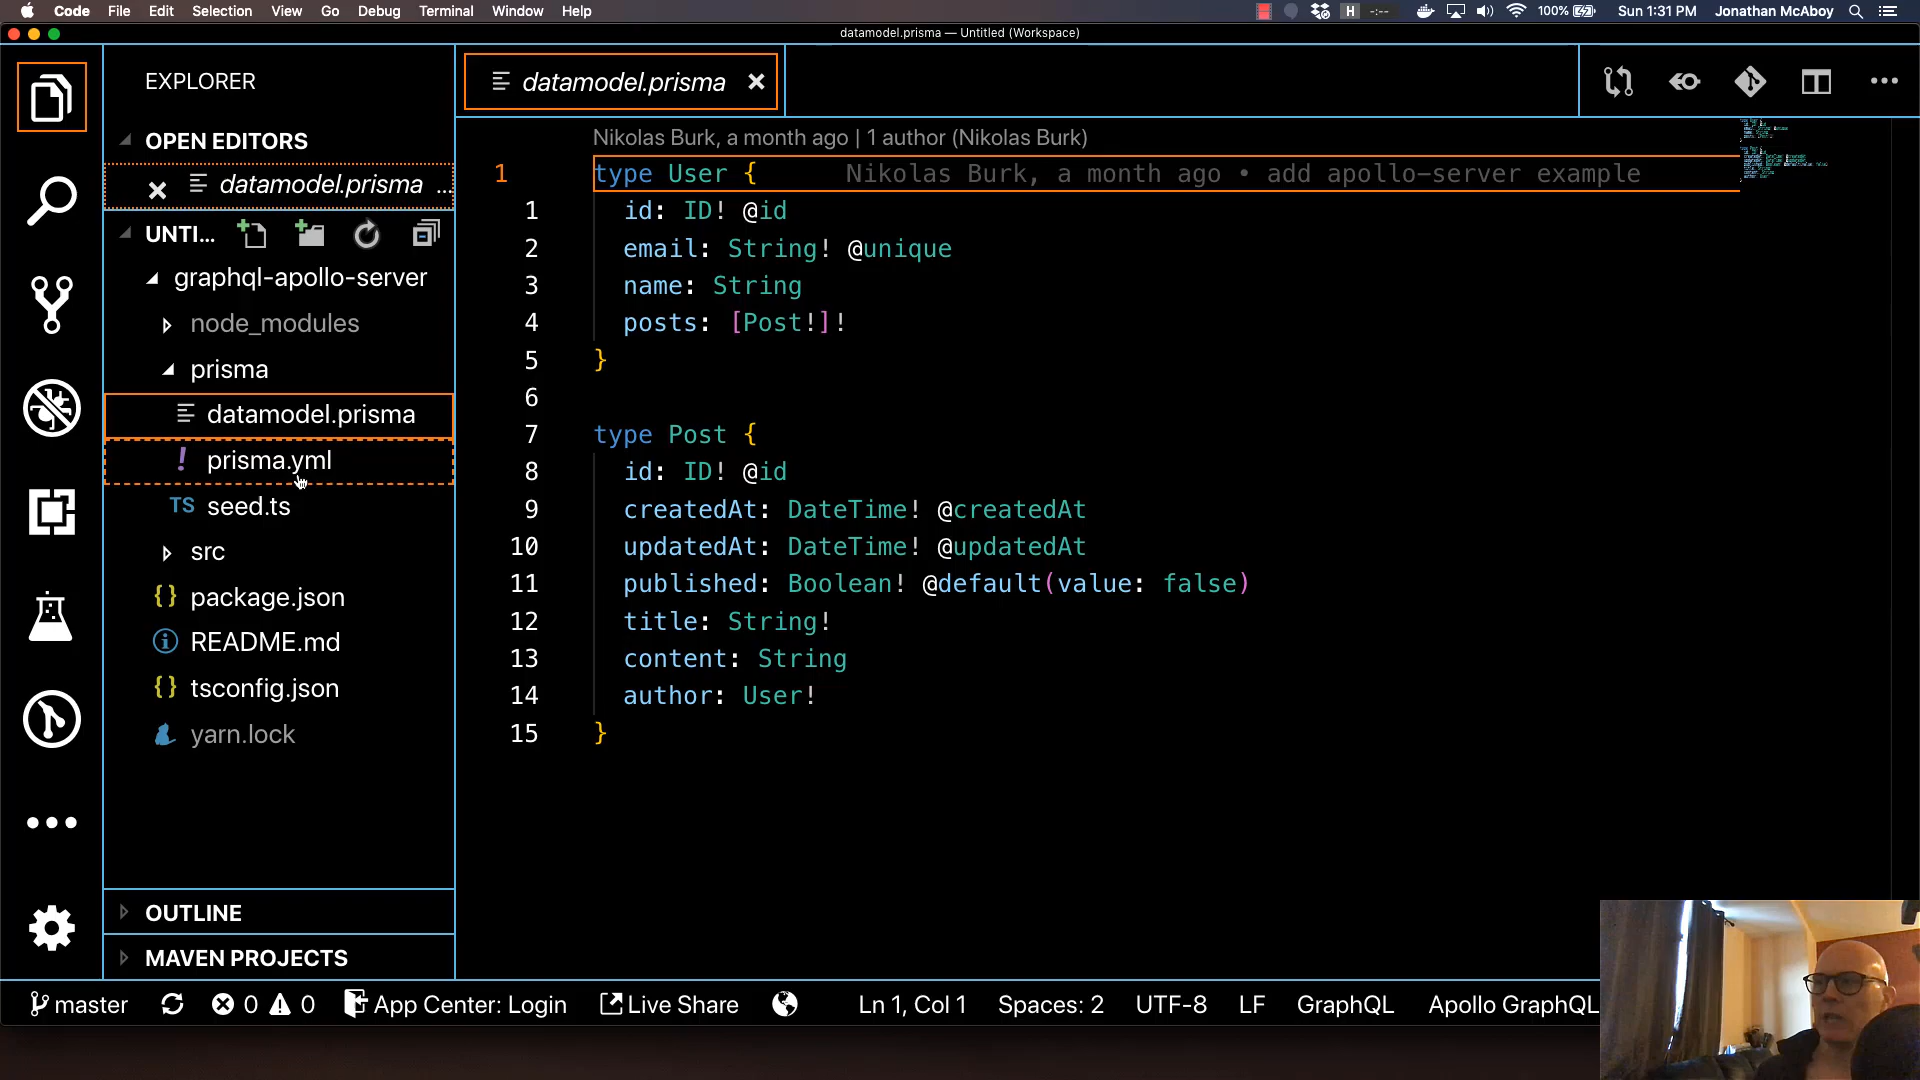 Code File Edit Selection View Go Debug Terminal Window Help
H -:-- 100% Sun 1:31 PM Jonathan McAboy
datamodel.prisma — Untitled (Workspace)
EXPLORER
OPEN EDITORS
datamodel.prisma ...
UNTI...
graphql-apollo-server
node_modules
prisma
datamodel.prisma
! prisma.yml
TS seed.ts
src
{} package.json
README.md
{} tsconfig.json
yarn.lock
OUTLINE
MAVEN PROJECTS
datamodel.prisma
Nikolas Burk, a month ago | 1 author (Nikolas Burk)
1 type User { Nikolas Burk, a month ago • add apollo-server example
1 id: ID! @id
2 email: String! @unique
3 name: String
4 posts: [Post!]!
5 }
6
7 type Post {
8 id: ID! @id
9 createdAt: DateTime! @createdAt
10 updatedAt: DateTime! @updatedAt
11 published: Boolean! @default(value: false)
12 title: String!
13 content: String
14 author: User!
15 }
master 0 0 App Center: Login Live Share Ln 1, Col 1 Spaces: 2 UTF-8 LF GraphQL Apollo GraphQL